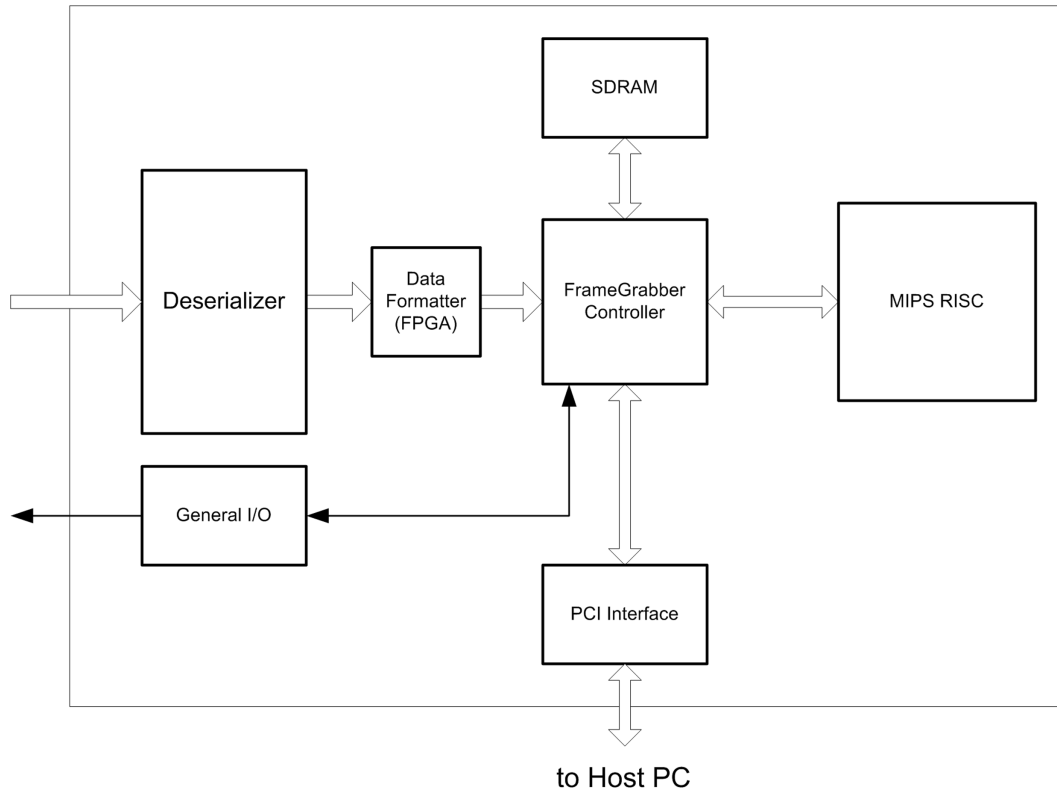 SDRAM
Deserializer
Data
Formatter
(FPGA)
FrameGrabber
Controller
MIPS RISC
General I/O
PCI Interface
to Host PC